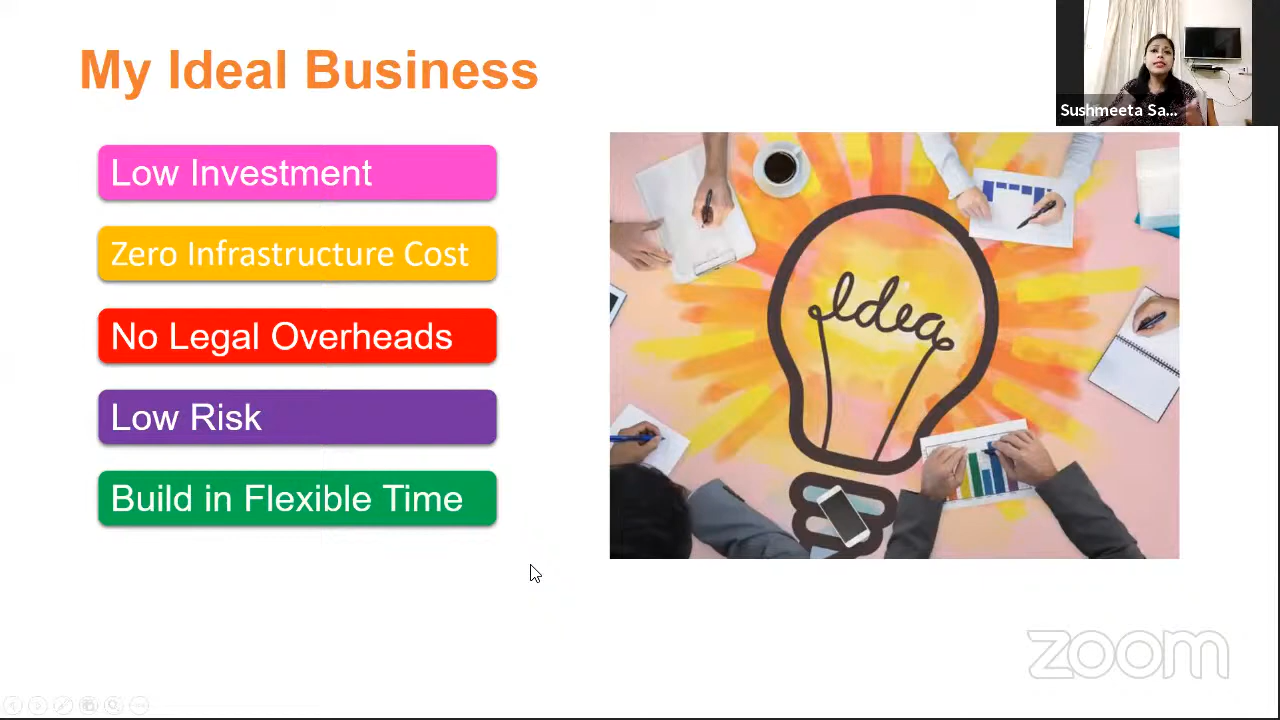 My Ideal Business
Sushmeeta Sa...
Low Investment
Zero Infrastructure Cost
No Legal Overheads
Low Risk
Build in Flexible Time
Idea
zoom